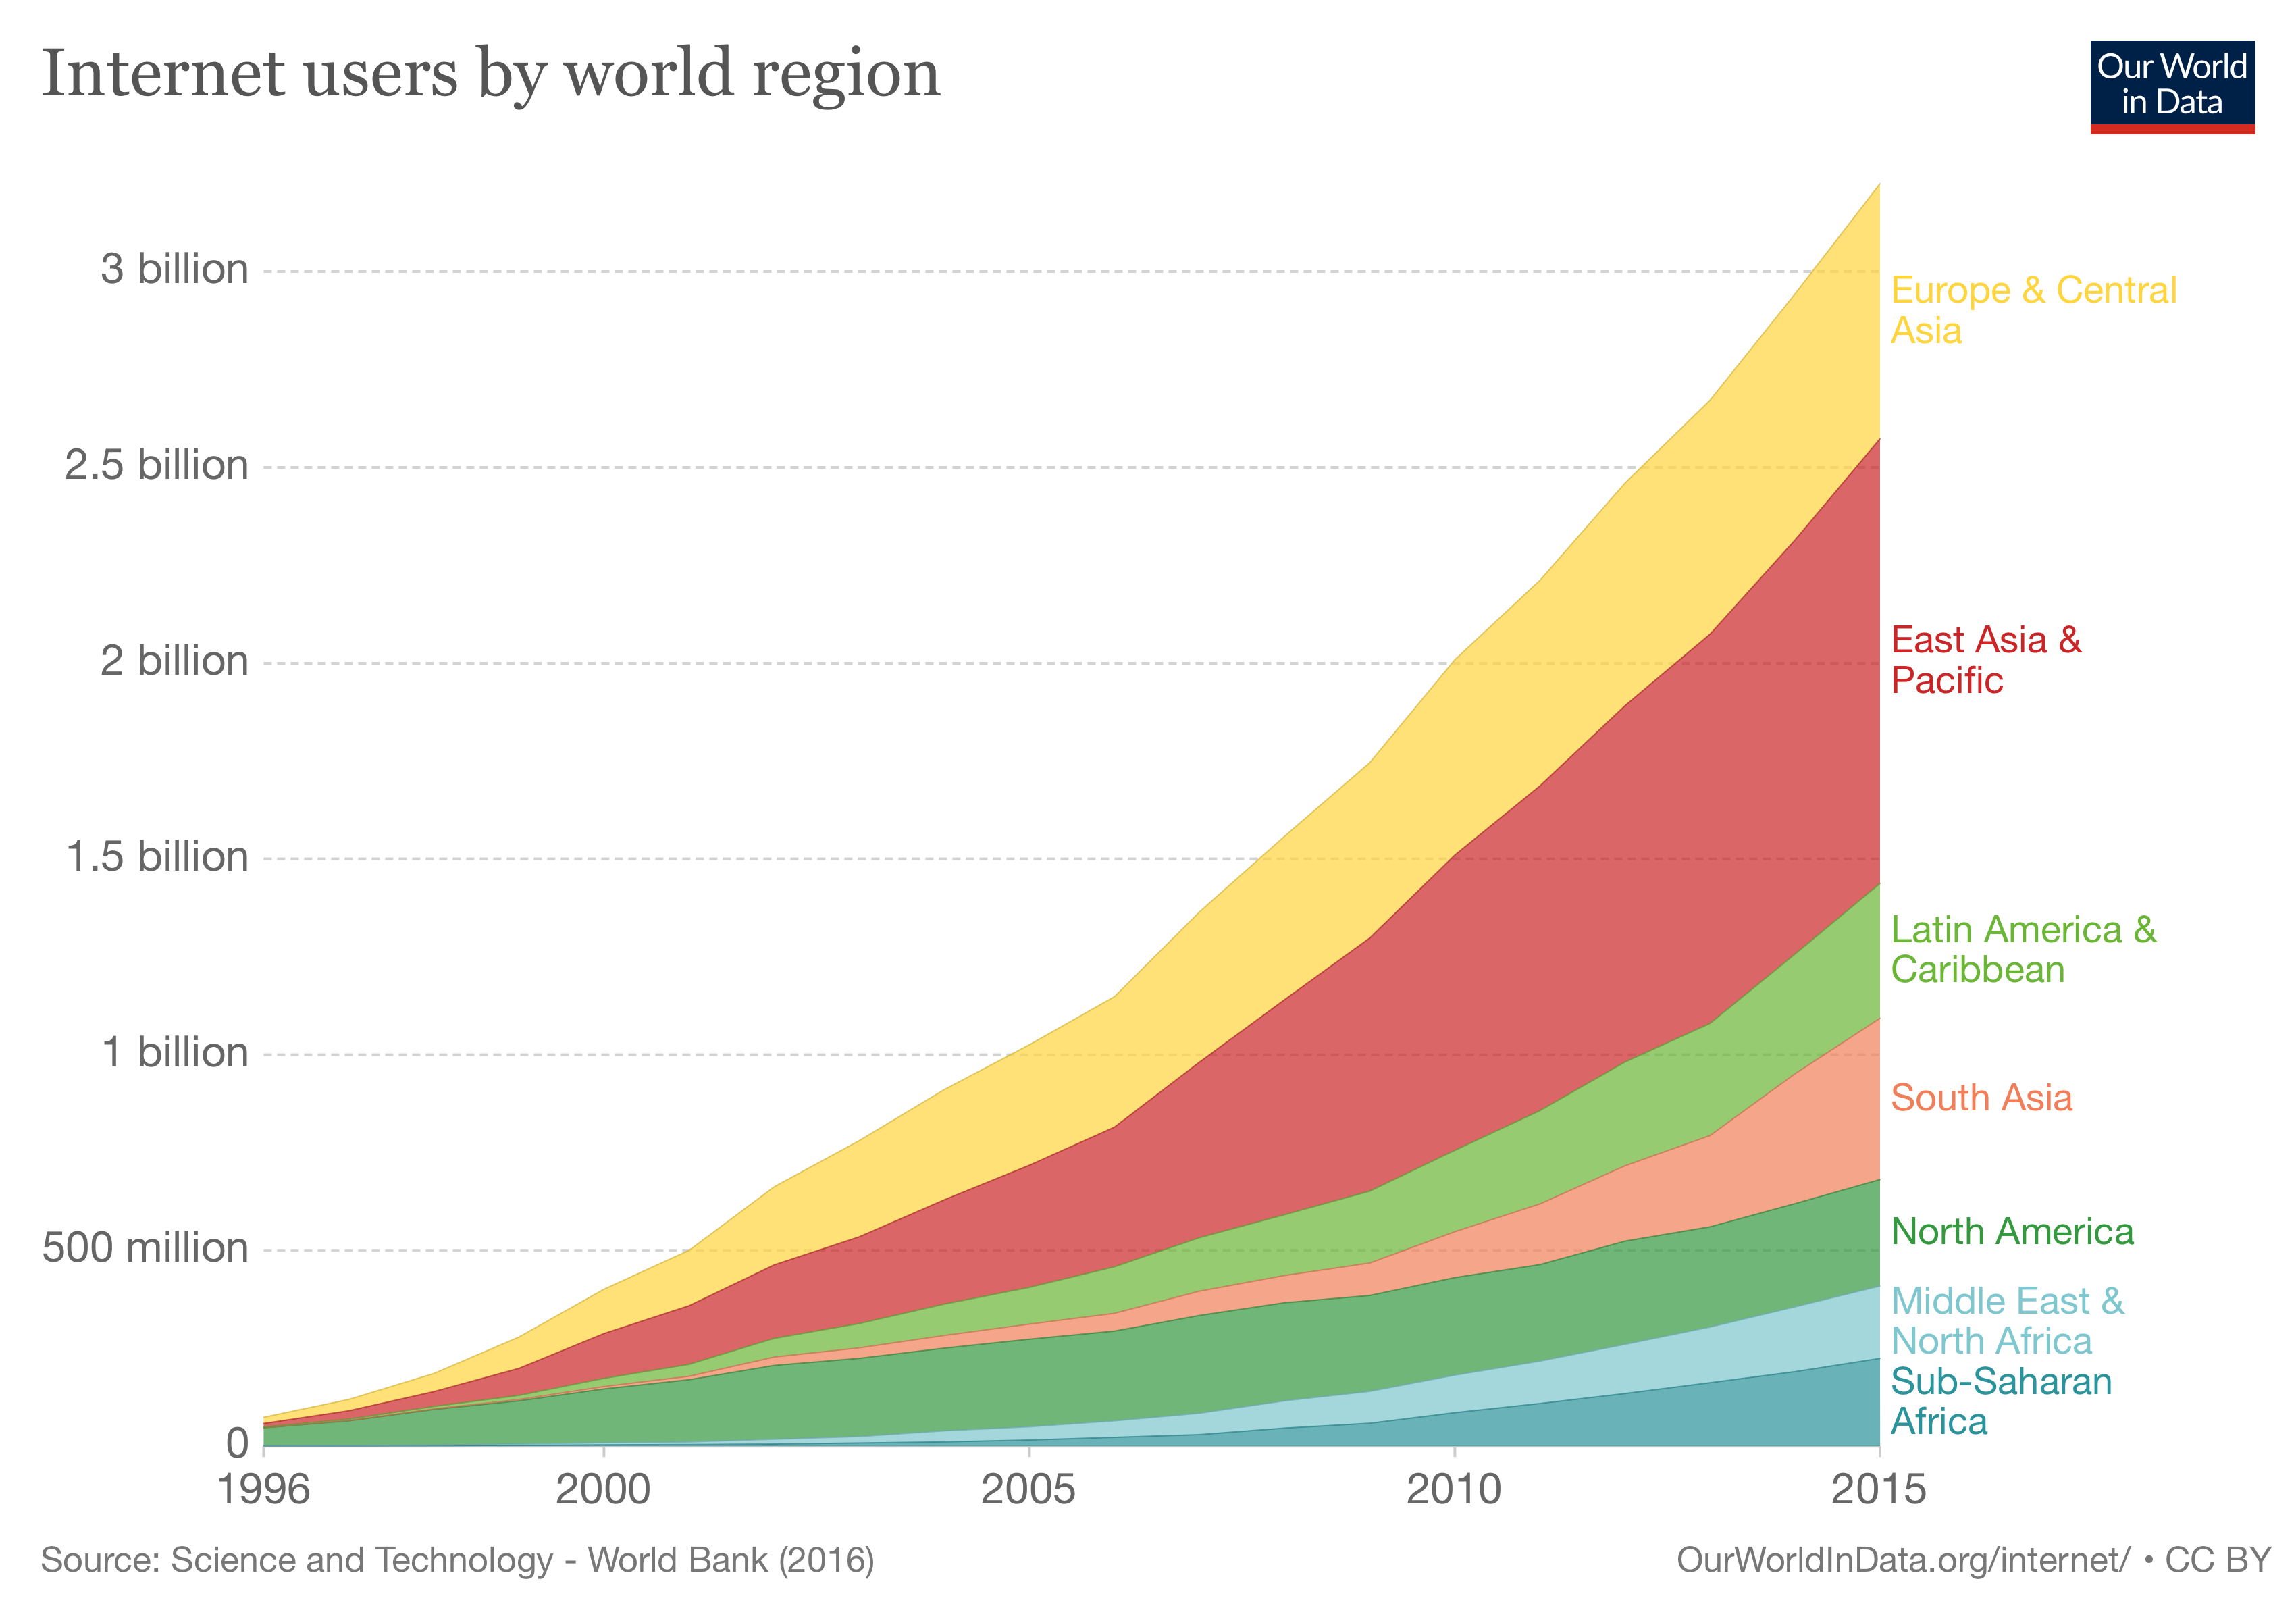 Internet users by world region
Our World
in Data
3 billion
2.5 billion
2 billion
1.5 billion
1 billion
500 million
0
Europe & Central
Asia
East Asia &
Pacific
Latin America &
Caribbean
South Asia
North America
Middle East &
North Africa
Sub-Saharan
Africa
1996
2000
2005
2010
2015
Source: Science and Technology - World Bank (2016)
OurWorldInData.org/internet/ • CC BY